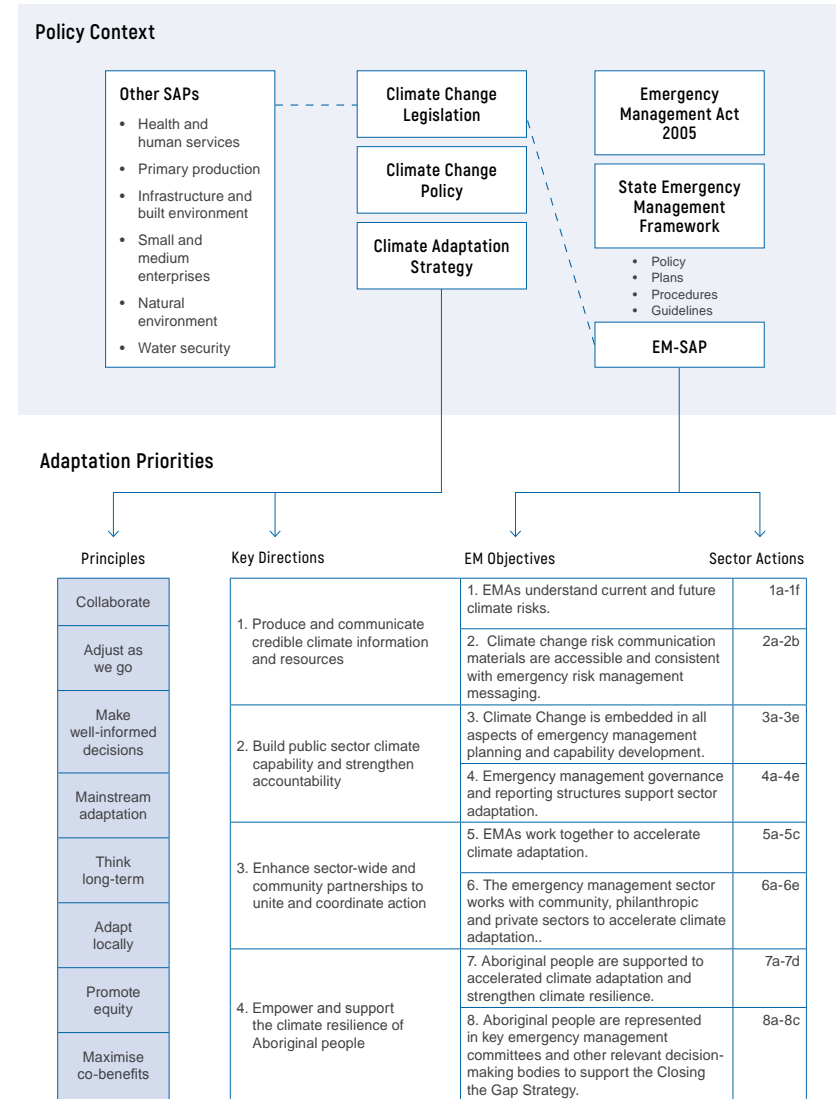 Policy Context
Other SAPs
• Health and
human services
• Primary production
• Infrastructure and
built environment
• Small and
medium
enterprises
• Natural
environment
• Water security
Climate Change
Legislation
Climate Change
Policy
Climate Adaptation
Strategy
Emergency
Management Act
2005
State Emergency
Management
Framework
• Policy
• Plans
• Procedures
• Guidelines
EM-SAP
Adaptation Priorities
Principles
Collaborate
Adjust as
we go
Make
well-informed
decisions
Mainstream
adaptation
Think
long-term
Adapt
locally
Promote
equity
Maximise
co-benefits
Key Directions
EM Objectives
Sector Actions
1. Produce and communicate
credible climate information
and resources
1. EMAs understand current and future
climate risks.
1a-1f
2. Climate change risk communication
materials are accessible and consistent
with emergency risk management
messaging.
2a-2b
2. Build public sector climate
capability and strengthen
accountability
3. Climate Change is embedded in all
aspects of emergency management
planning and capability development.
3a-3e
4. Emergency management governance
and reporting structures support sector
adaptation.
4a-4e
3. Enhance sector-wide and
community partnerships to
unite and coordinate action
5. EMAs work together to accelerate
climate adaptation.
5a-5c
6. The emergency management sector
works with community, philanthropic
and private sectors to accelerate climate
adaptation..
6a-6e
4. Empower and support
the climate resilience of
Aboriginal people
7. Aboriginal people are supported to
accelerated climate adaptation and
strengthen climate resilience.
7a-7d
8. Aboriginal people are represented
in key emergency management
committees and other relevant decision-
making bodies to support the Closing
the Gap Strategy.
8a-8c